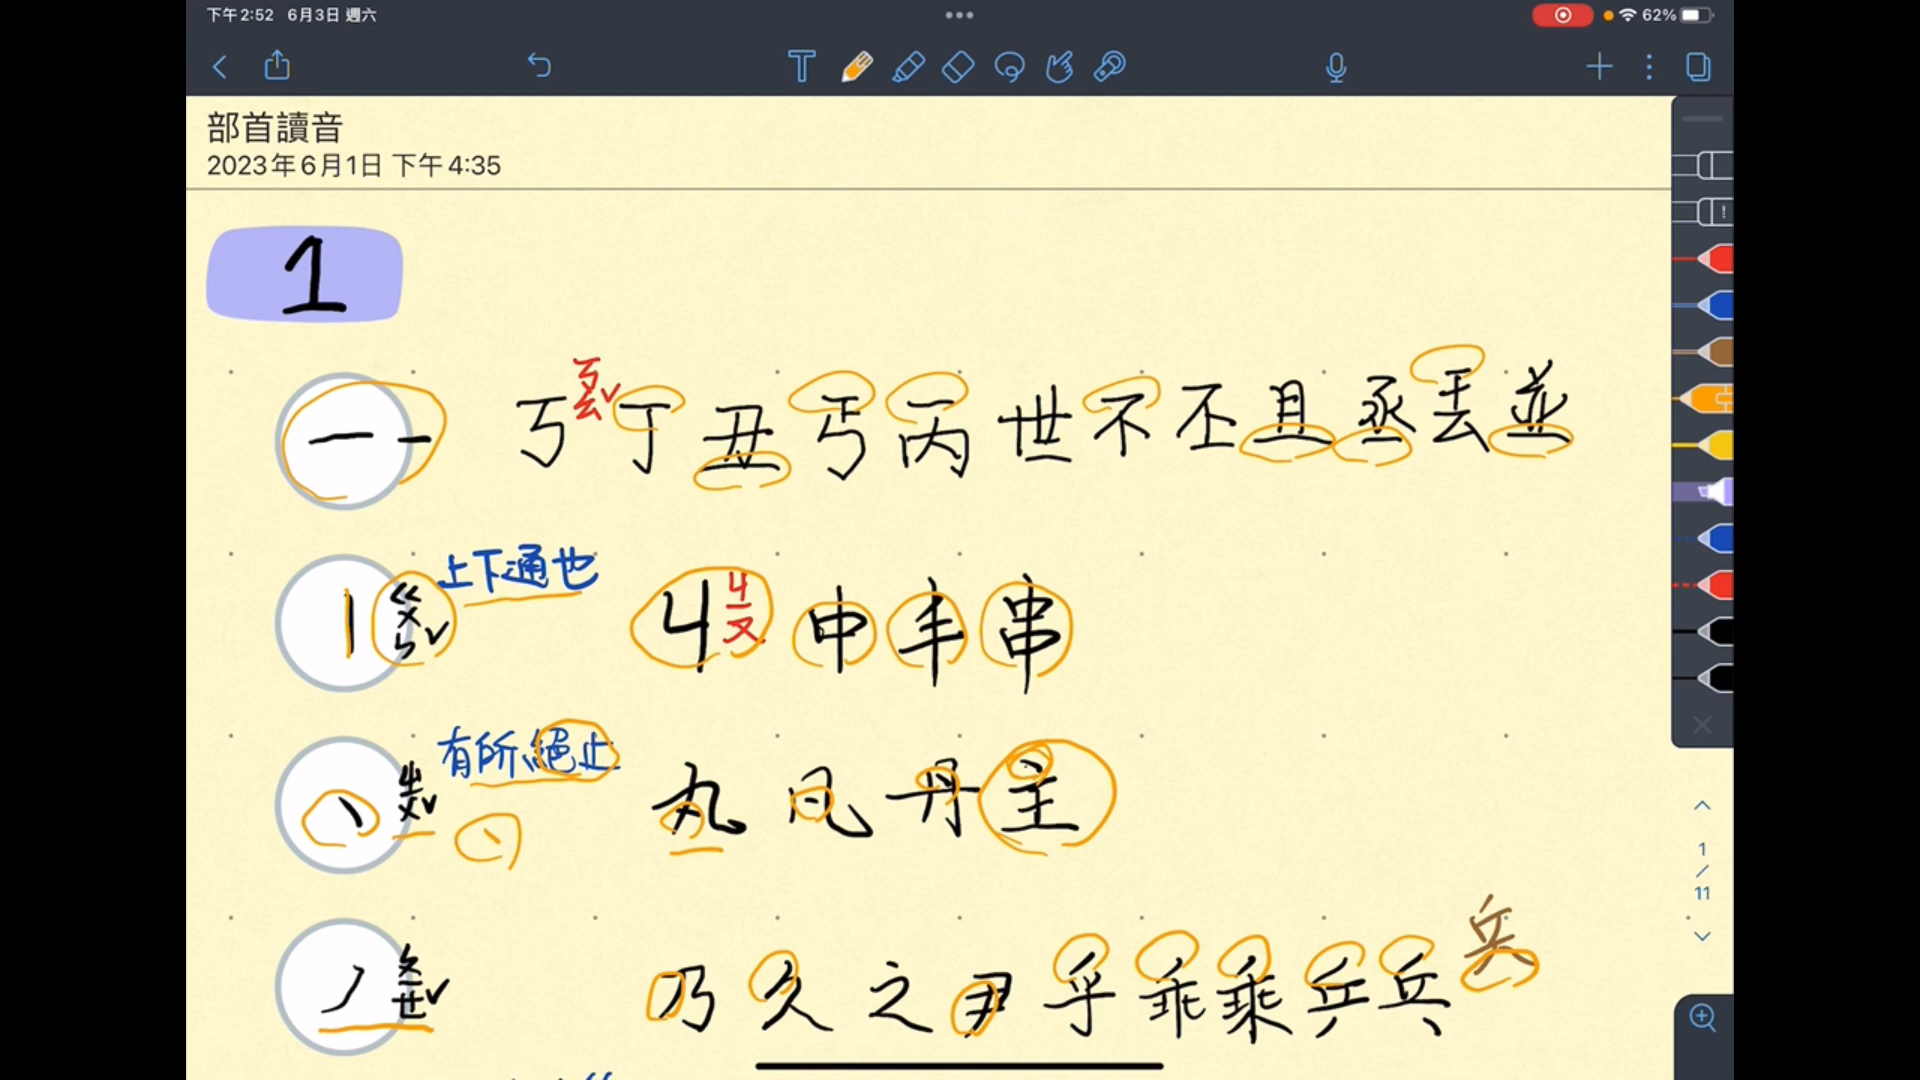 下午2:52 6月3日 週六
62%
部首讀音
2023年6月1日 下午4:35
1
一 ㄧ 丂 ㄎㄠˇ 丁 丑 丐 丙 世 不 丕 且 丞 丟 並
丨 ㄍㄨㄣˇ 上下通也 丩 ㄐㄧㄡ 中 丰 串
丶 ㄓㄨˇ 有所絕止 丸 凡 丹 主
丿 ㄆㄧㄝˇ 乃 久 之 尹 乎 乖 乘 乒 乓 兵
1
/
11